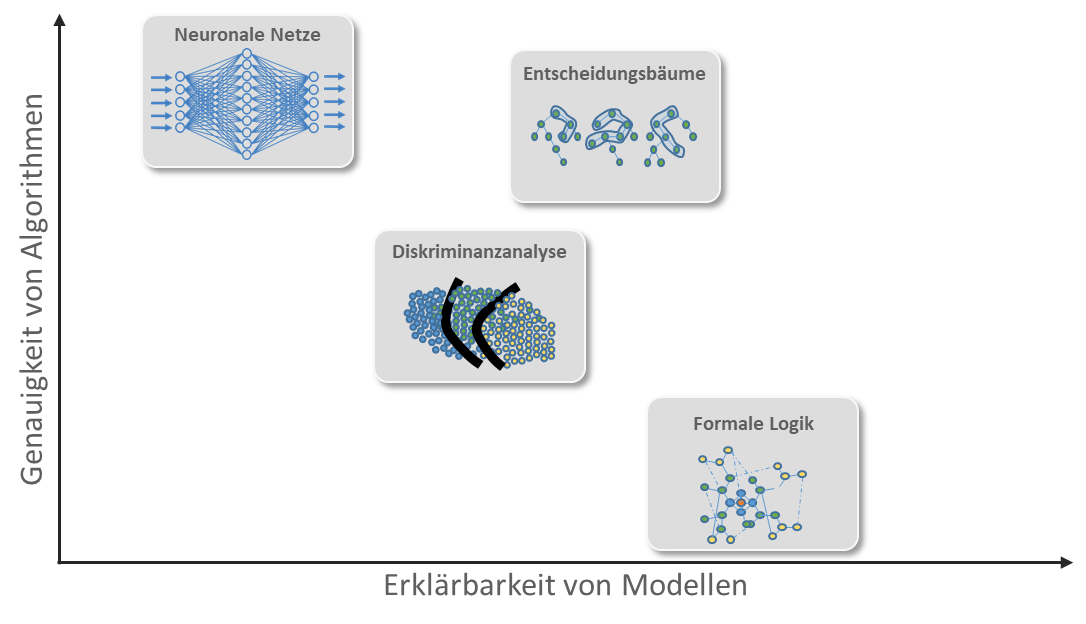 Neuronale Netze
Entscheidungsbäume
Diskriminanzanalyse
Formale Logik
Genauigkeit von Algorithmen
Erklärbarkeit von Modellen